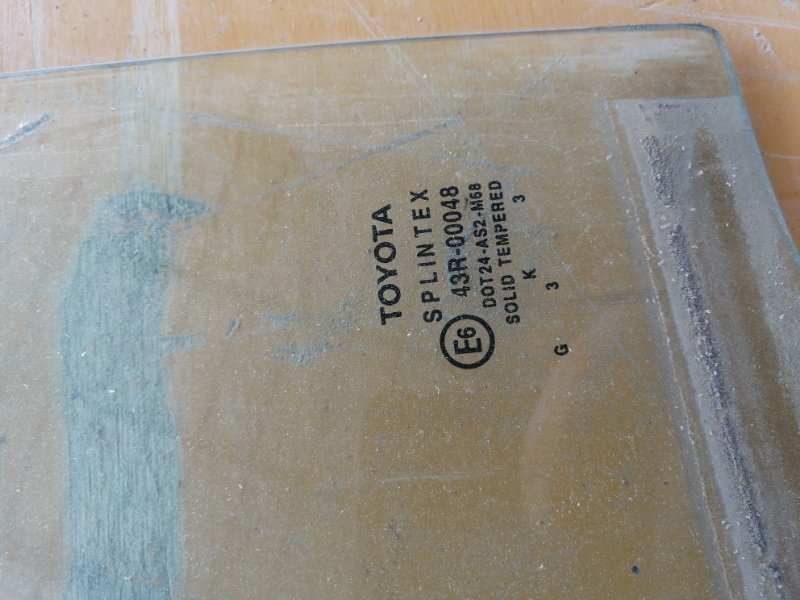 TOYOTA
SPLINTEX
E6 43R-00048
DOT24-AS2-M68
SOLID TEMPERED
K 3
3
G